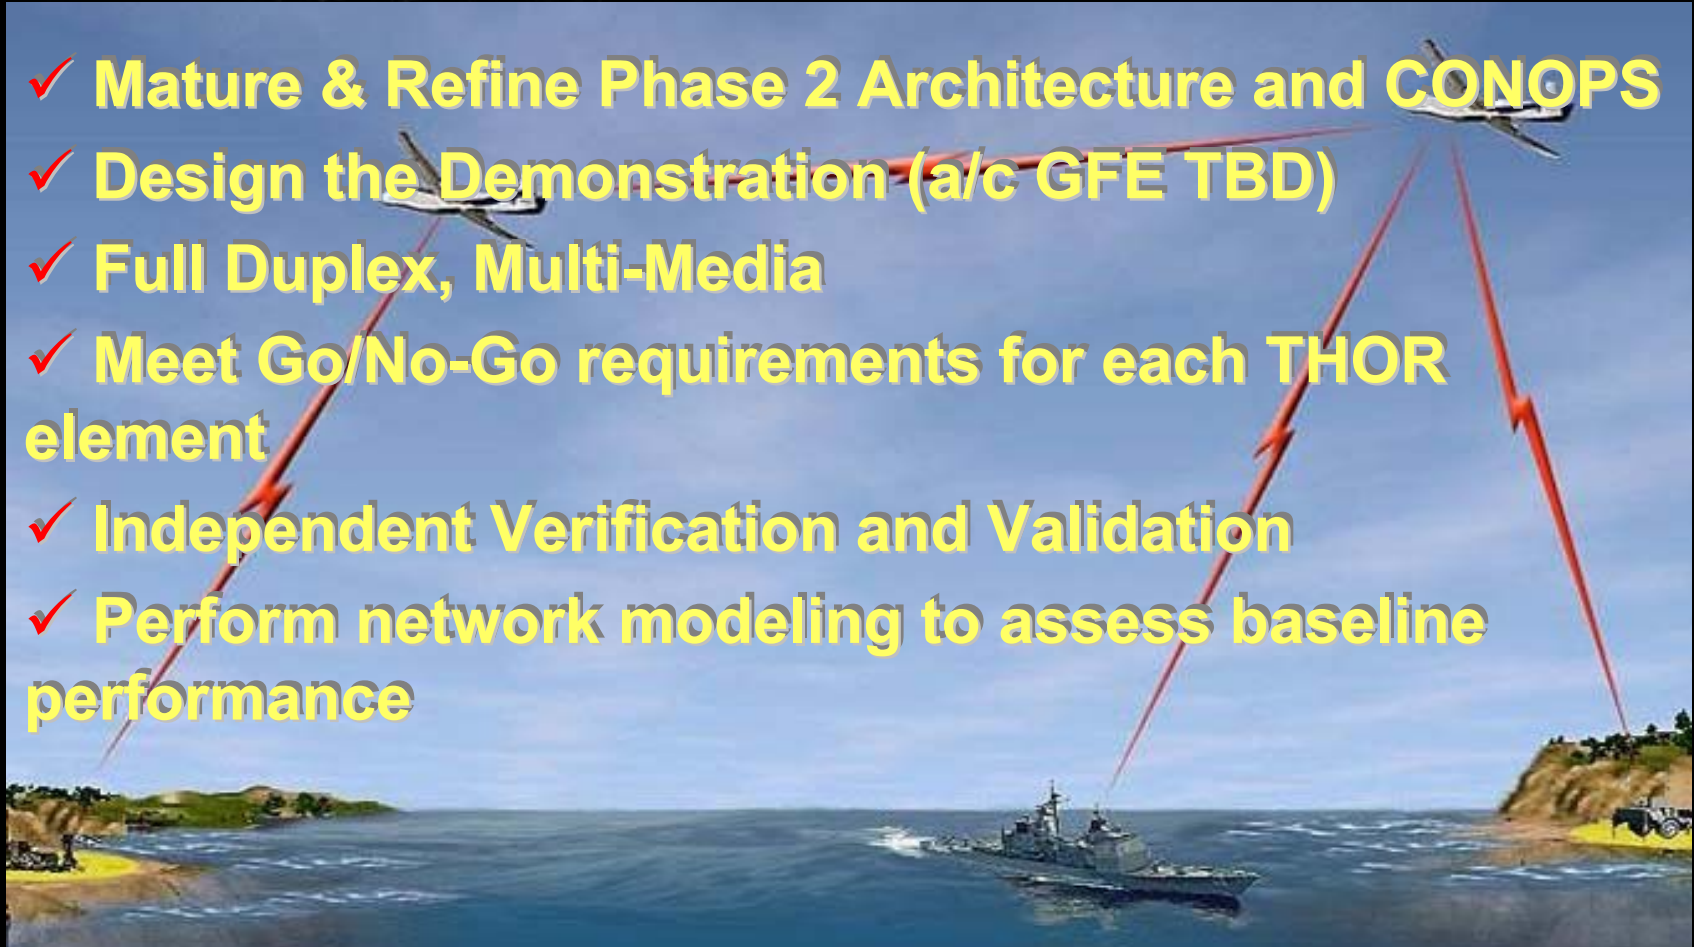 ✓ Mature & Refine Phase 2 Architecture and CONOPS
✓ Design the Demonstration (a/c GFE TBD)
✓ Full Duplex, Multi-Media
✓ Meet Go/No-Go requirements for each THOR
element
✓ Independent Verification and Validation
✓ Perform network modeling to assess baseline
performance